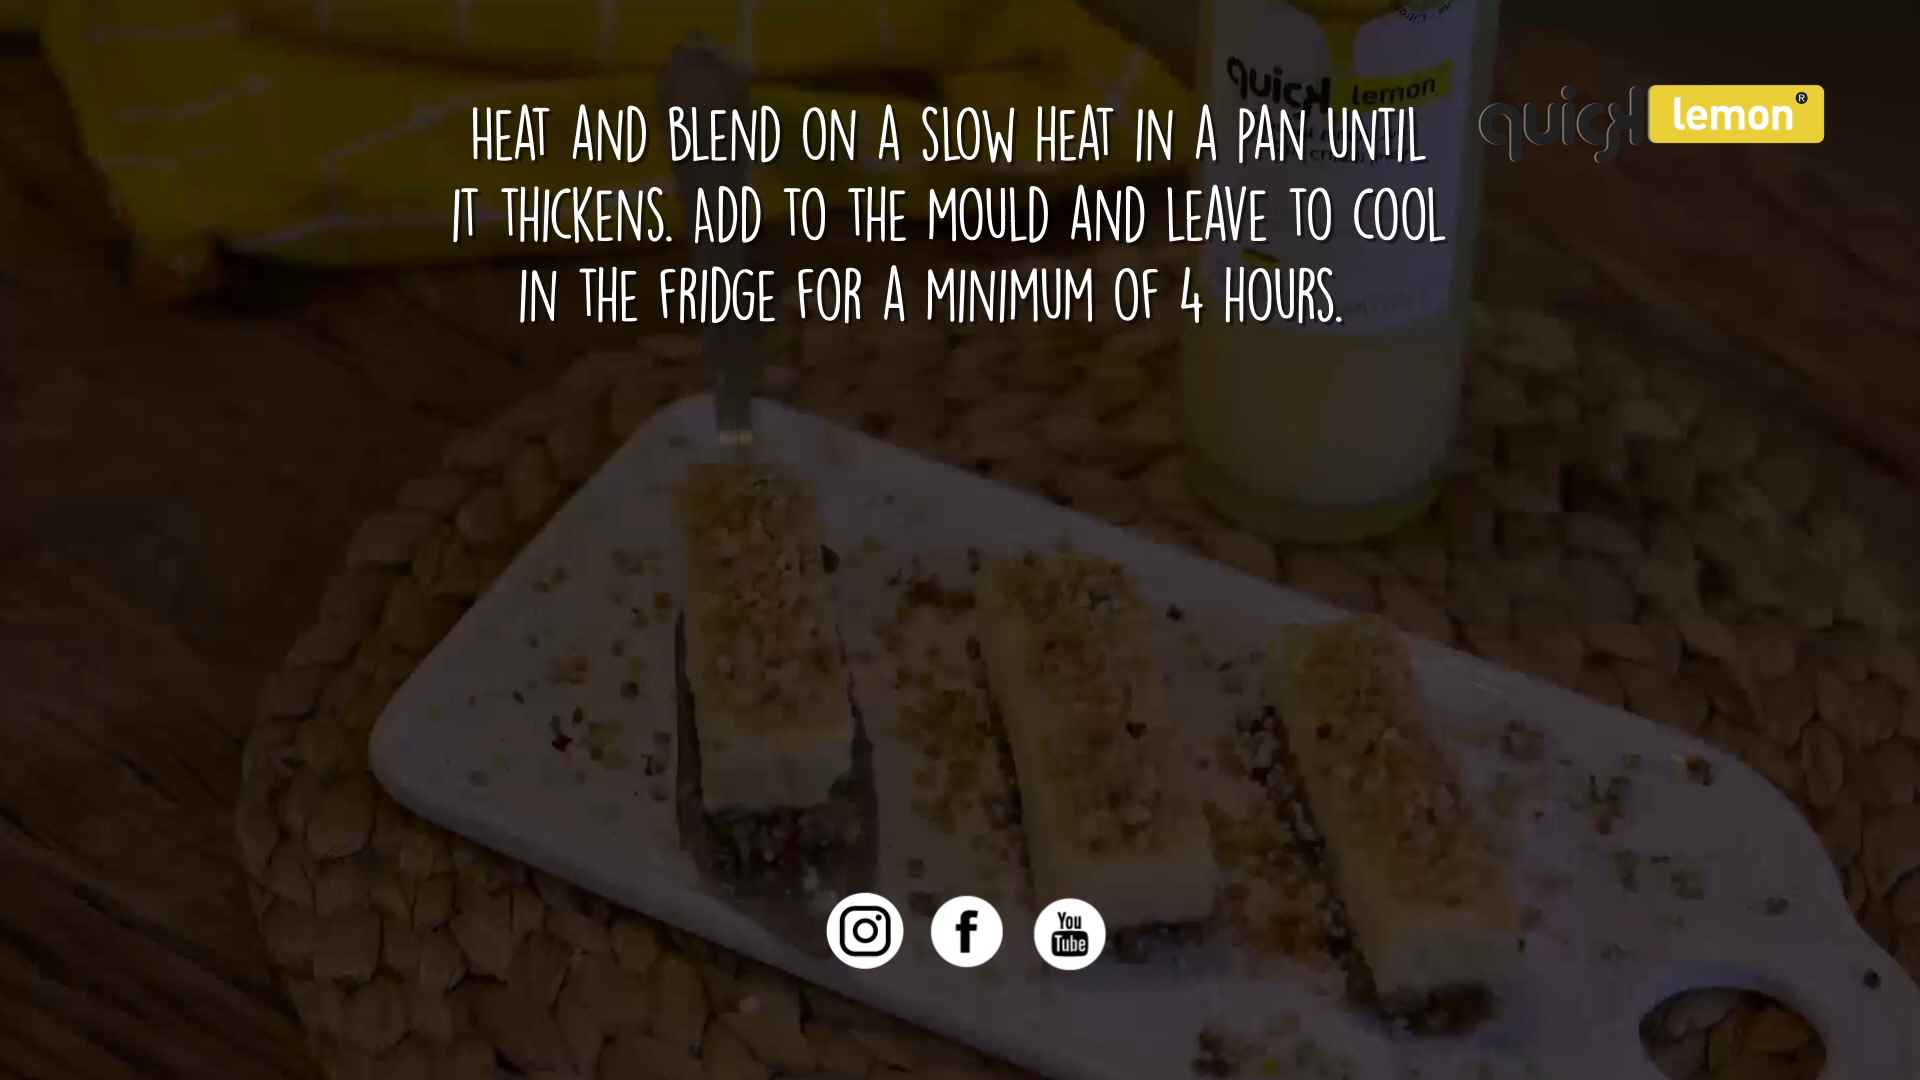 quick lemon
quick lemon®
HEAT AND BLEND ON A SLOW HEAT IN A PAN UNTIL
IT THICKENS. ADD TO THE MOULD AND LEAVE TO COOL
IN THE FRIDGE FOR A MINIMUM OF 4 HOURS.
f
You
Tube